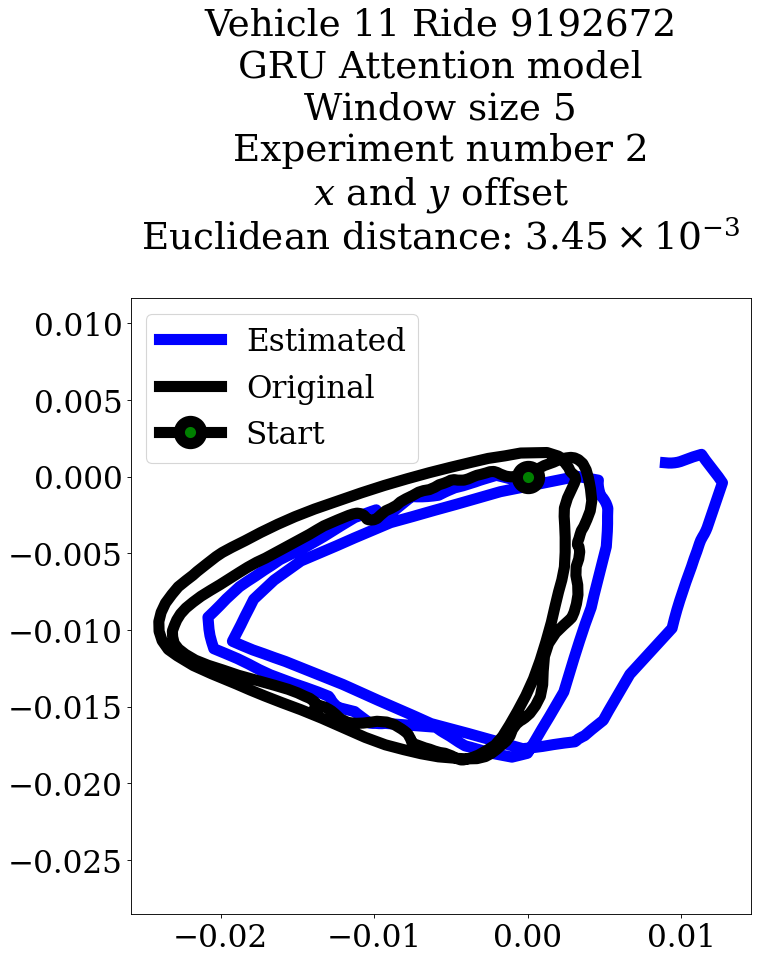 Vehicle 11 Ride 9192672
GRU Attention model
Window size 5
Experiment number 2
x and y offset
Euclidean distance: 3.45 × 10⁻³
Estimated
Original
Start
0.010
0.005
0.000
−0.005
−0.010
−0.015
−0.020
−0.025
−0.02 −0.01 0.00 0.01